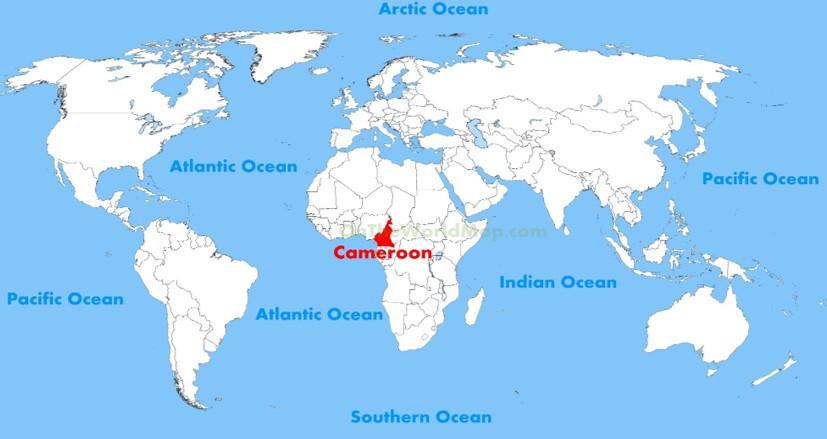 Arctic Ocean
Atlantic Ocean
Pacific Ocean
OnTheWorldMap.com
Cameroon
Indian Ocean
Pacific Ocean
Atlantic Ocean
Southern Ocean